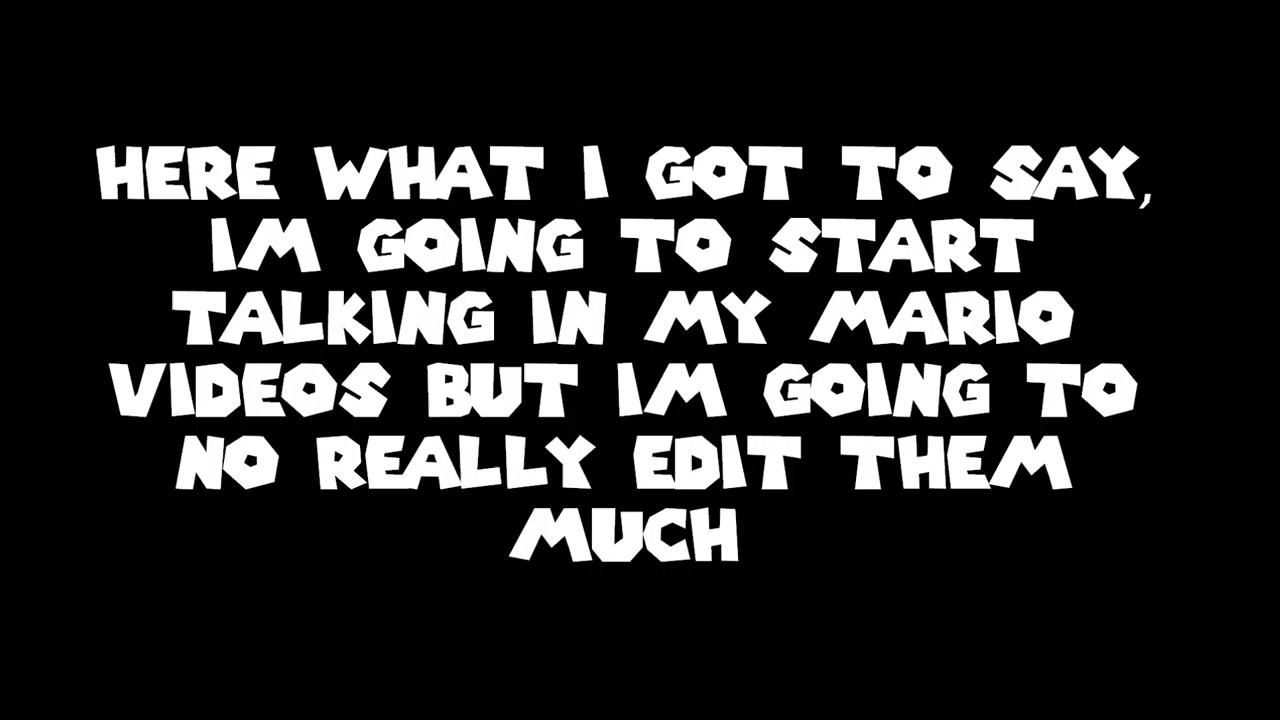 HERE WHAT I GOT TO SAY,
IM GOING TO START
TALKING IN MY MARIO
VIDEOS BUT IM GOING TO
NO REALLY EDIT THEM
MUCH